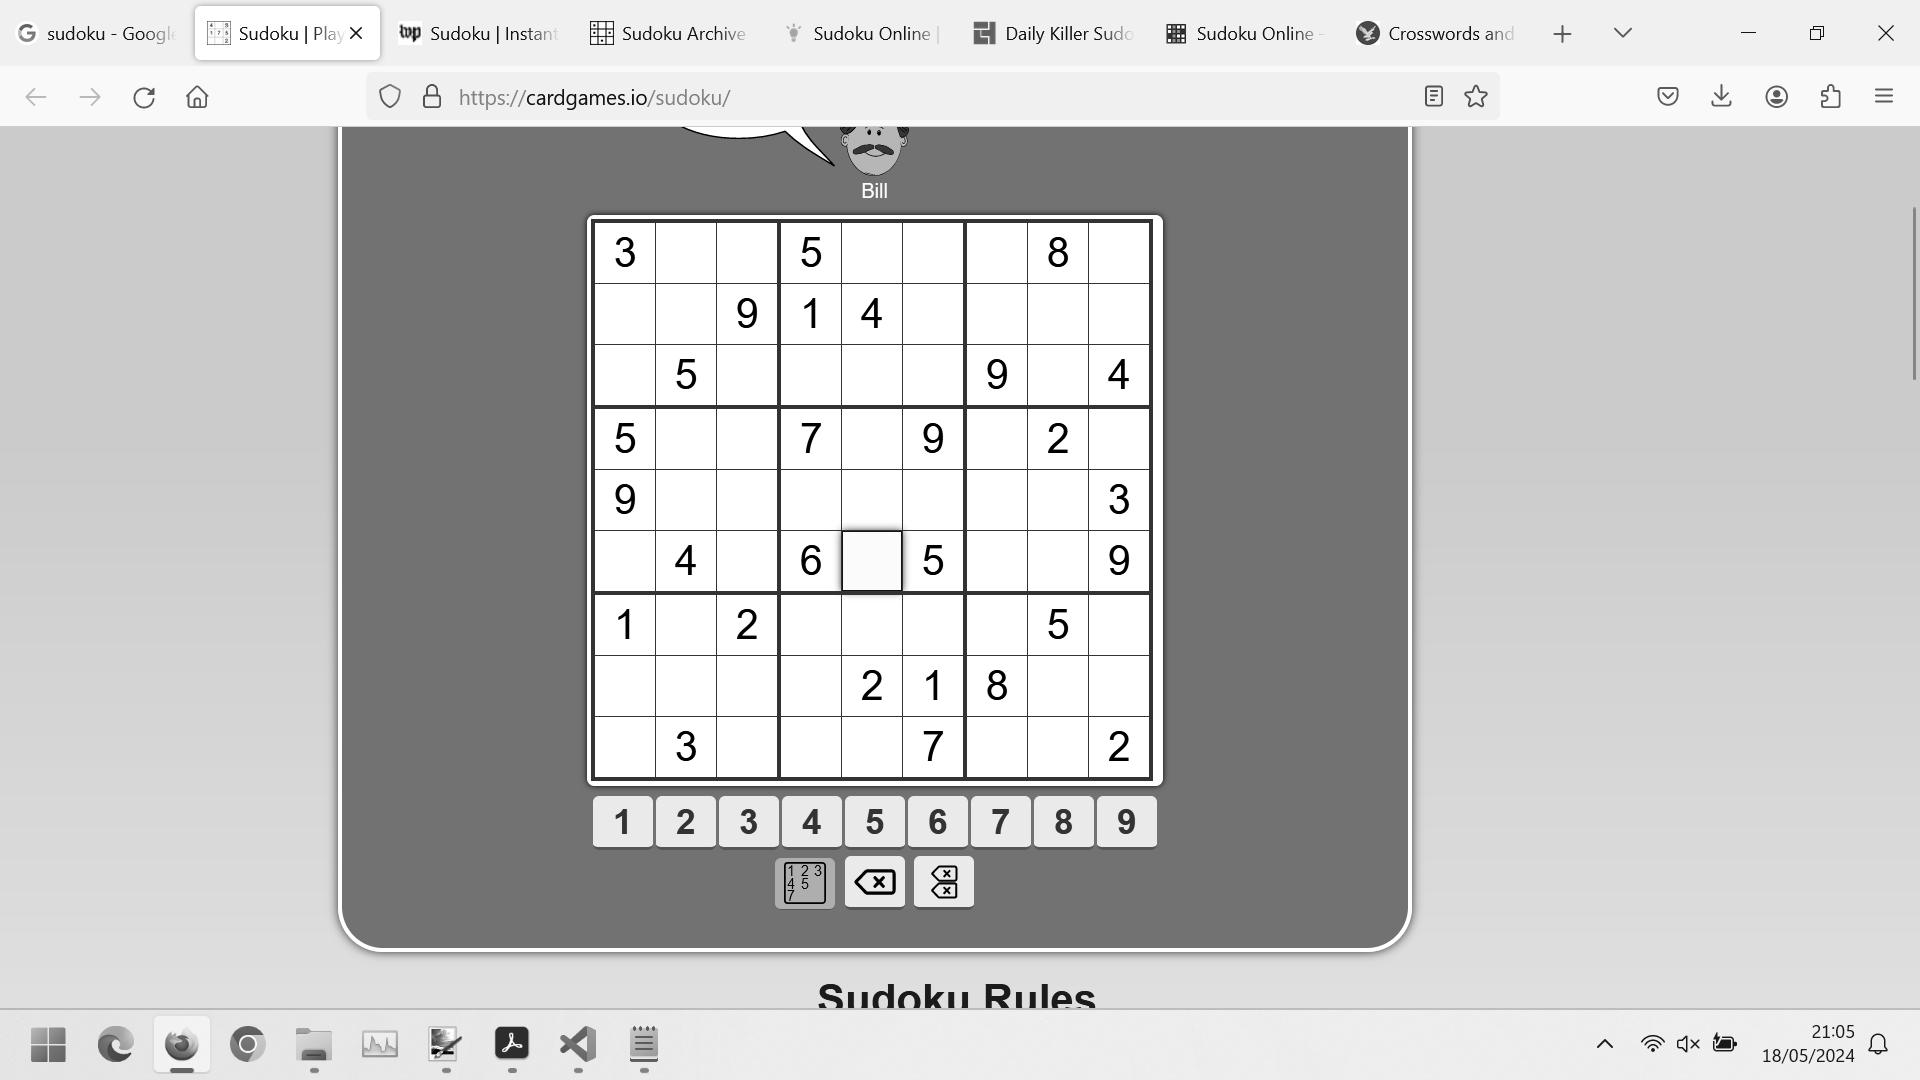 sudoku - Google
Sudoku | Play
Sudoku | Instant
Sudoku Archive
Sudoku Online |
Daily Killer Sudo
Sudoku Online -
Crosswords and
https://cardgames.io/sudoku/
Bill
3 5 8
9 1 4
5 9 4
5 7 9 2
9 3
4 6 5 9
1 2 5
2 1 8
3 7 2
1 2 3 4 5 6 7 8 9
1 2 3
4 5
7
Sudoku Rules
21:05
18/05/2024